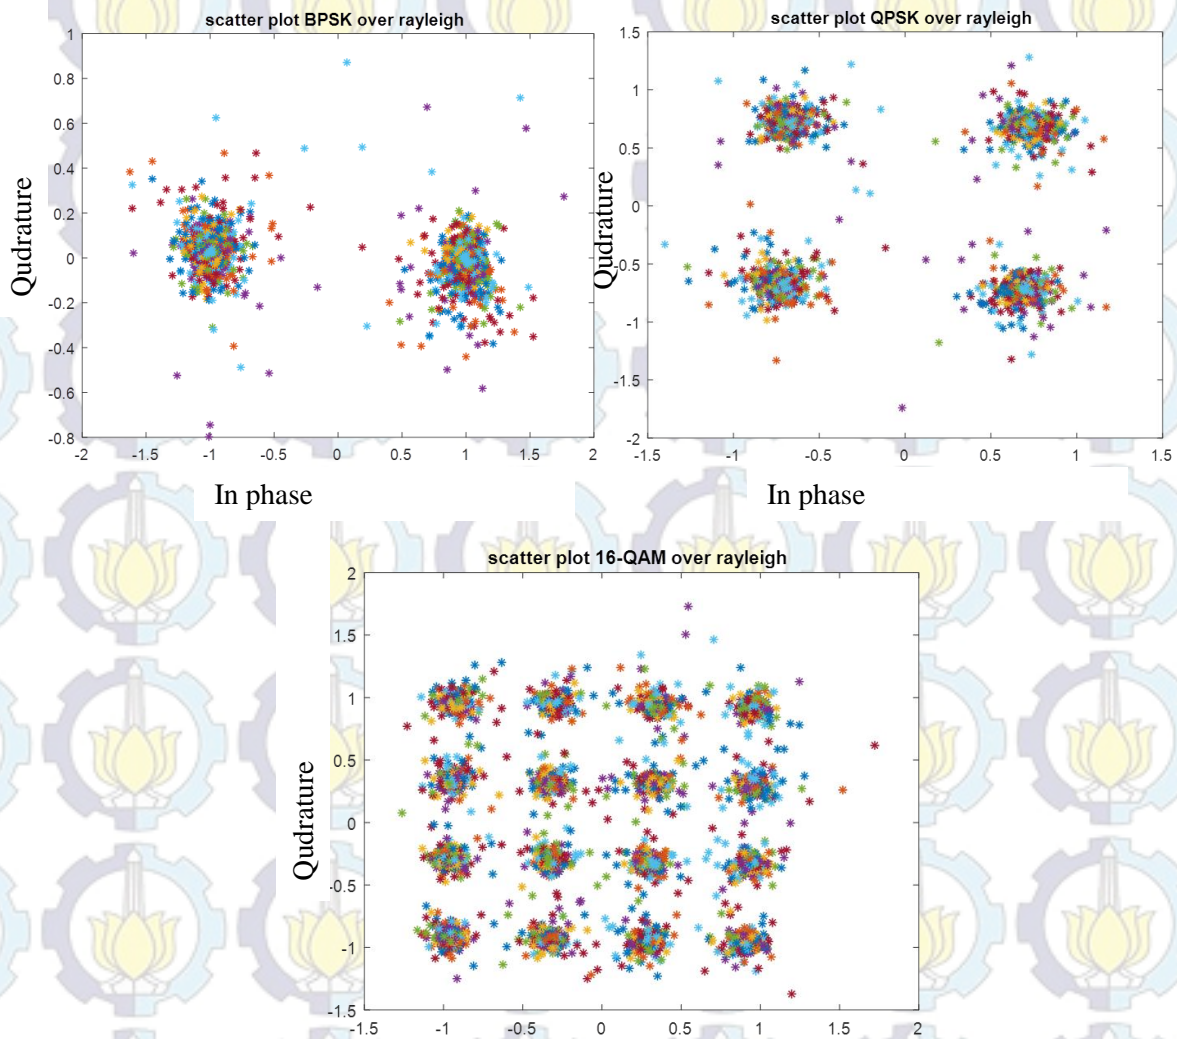 scatter plot BPSK over rayleigh
1
0.8
0.6
0.4
0.2
0
-0.2
-0.4
-0.6
-0.8
-2 -1.5 -1 -0.5 0 0.5 1 1.5 2
Qudrature
In phase
scatter plot QPSK over rayleigh
1.5
1
0.5
0
-0.5
-1
-1.5
-2
-1.5 -1 -0.5 0 0.5 1 1.5
Qudrature
In phase
scatter plot 16-QAM over rayleigh
2
1.5
1
0.5
0
-0.5
-1
-1.5
-1.5 -1 -0.5 0 0.5 1 1.5 2
Qudrature